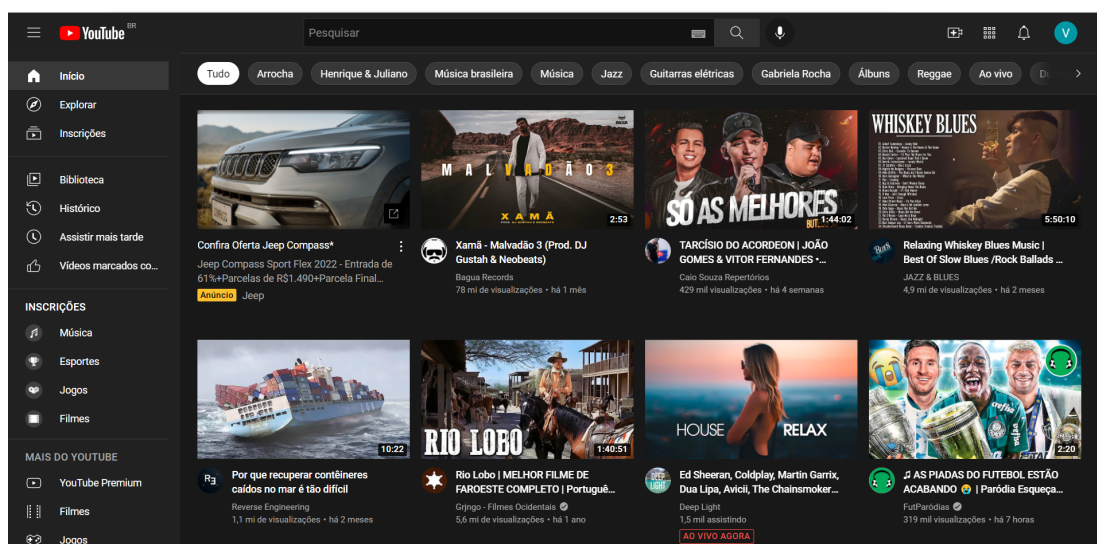 YouTube BR
Pesquisar
V
Início
Explorar
Inscrições
Biblioteca
Histórico
Assistir mais tarde
Vídeos marcados co...
INSCRIÇÕES
Música
Esportes
Jogos
Filmes
MAIS DO YOUTUBE
YouTube Premium
Filmes
Jogos
Tudo
Arrocha
Henrique & Juliano
Música brasileira
Música
Jazz
Guitarras elétricas
Gabriela Rocha
Álbuns
Reggae
Ao vivo
Confira Oferta Jeep Compass*
Jeep Compass Sport Flex 2022 - Entrada de
61%+Parcelas de R$1.490+Parcela Final...
Anúncio Jeep
MALVADÃO 3
XAMÃ
2:53
Xamã - Malvadão 3 (Prod. DJ
Gustah & Neobeats)
Bagua Records
78 mi de visualizações • há 1 mês
SÓ AS MELHORES
1:44:02
TARCÍSIO DO ACORDEON | JOÃO
GOMES & VITOR FERNANDES •...
Caio Souza Repertórios
429 mil visualizações • há 4 semanas
WHISKEY BLUES
5:50:10
Relaxing Whiskey Blues Music |
Best Of Slow Blues /Rock Ballads ...
JAZZ & BLUES
4,9 mi de visualizações • há 2 meses
10:22
Por que recuperar contêineres
caídos no mar é tão difícil
Reverse Engineering
1,1 mi de visualizações • há 2 meses
RIO LOBO
1:40:51
Rio Lobo | MELHOR FILME DE
FAROESTE COMPLETO | Portuguê...
Grjngo - Filmes Ocidentais
5,6 mi de visualizações • há 1 ano
HOUSE RELAX
DEEP
LIGHT
Ed Sheeran, Coldplay, Martin Garrix,
Dua Lipa, Avicii, The Chainsmoker...
Deep Light
1,5 mil assistindo
AO VIVO AGORA
crefisa
2:20
♫ AS PIADAS DO FUTEBOL ESTÃO
ACABANDO 😭 | Paródia Esqueça...
FutParódias
319 mil visualizações • há 7 horas